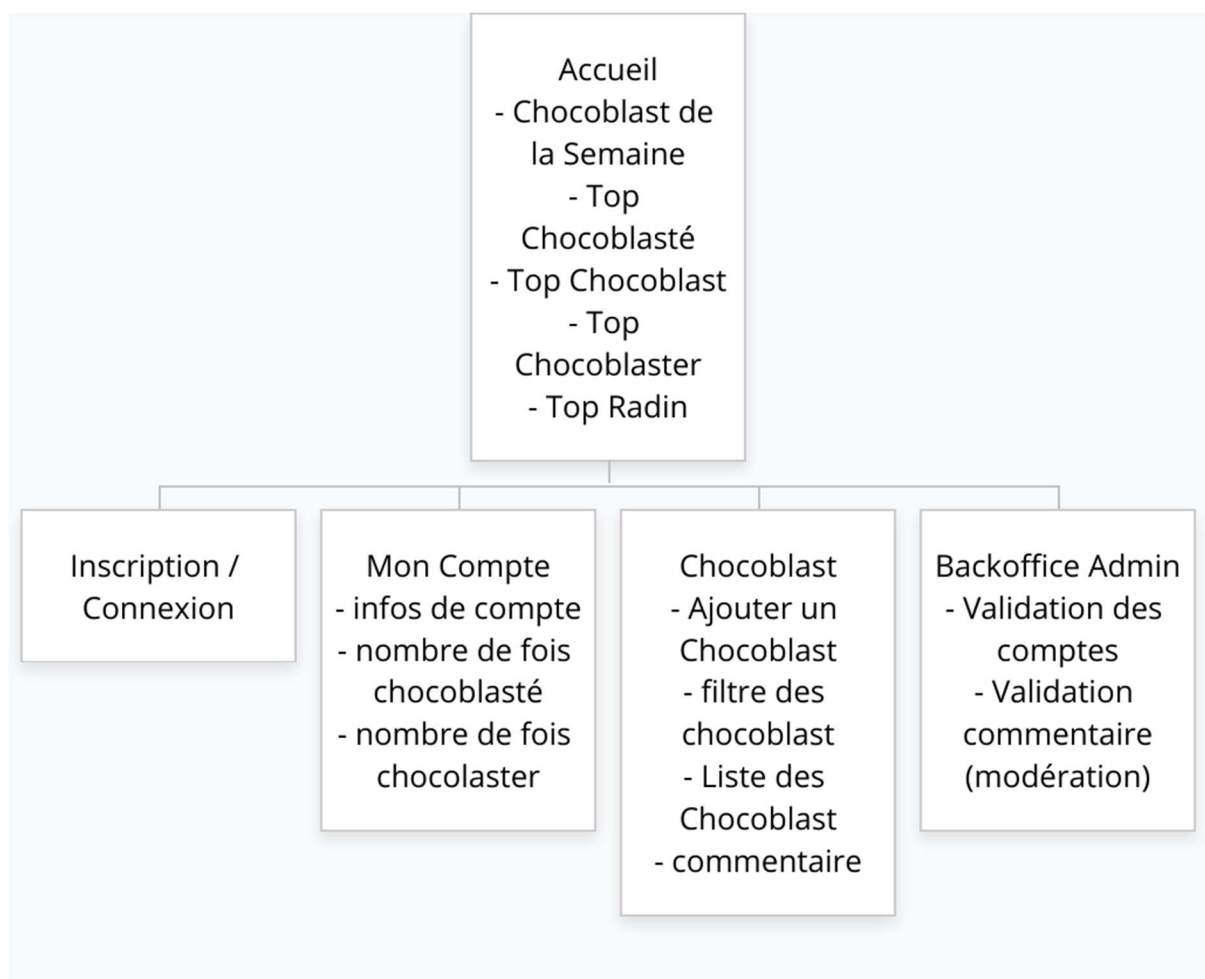 Accueil
- Chocoblast de
la Semaine
- Top
Chocoblasté
- Top Chocoblast
- Top
Chocoblaster
- Top Radin
Inscription /
Connexion
Mon Compte
- infos de compte
- nombre de fois
chocoblasté
- nombre de fois
chocolaster
Chocoblast
- Ajouter un
Chocoblast
- filtre des
chocoblast
- Liste des
Chocoblast
- commentaire
Backoffice Admin
- Validation des
comptes
- Validation
commentaire
(modération)